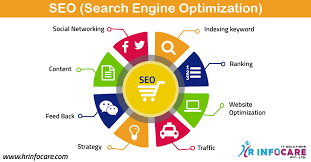 SEO (Search Engine Optimization)
Social Networking
Indexing keyword
Content
Ranking
SEO
Feed Back
Website
Optimization
Strategy
Traffic
www.hrinfocare.com
IT SOLUTIONS
HR INFOCARE
PVT. LTD.